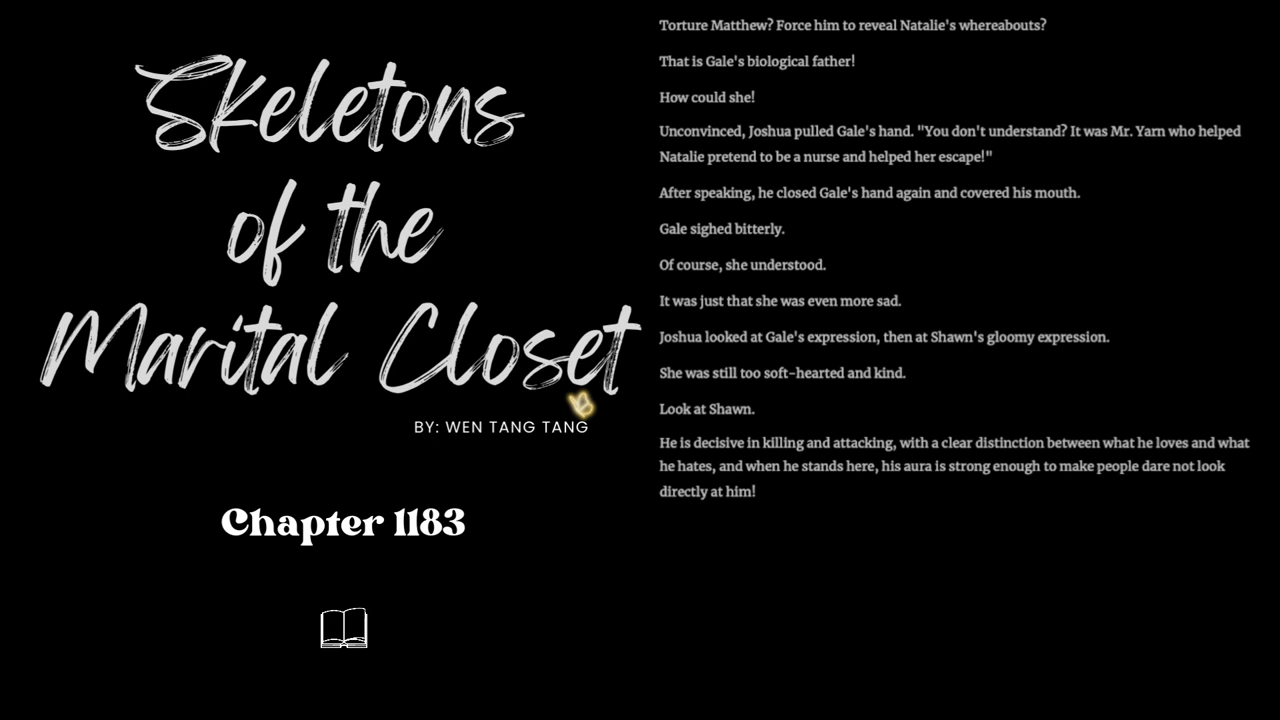 Skeletons
of the
Marital Closet
BY: WEN TANG TANG
Chapter 1183
Torture Matthew? Force him to reveal Natalie's whereabouts?
That is Gale's biological father!
How could she!
Unconvinced, Joshua pulled Gale's hand. "You don't understand? It was Mr. Yarn who helped
Natalie pretend to be a nurse and helped her escape!"
After speaking, he closed Gale's hand again and covered his mouth.
Gale sighed bitterly.
Of course, she understood.
It was just that she was even more sad.
Joshua looked at Gale's expression, then at Shawn's gloomy expression.
She was still too soft-hearted and kind.
Look at Shawn.
He is decisive in killing and attacking, with a clear distinction between what he loves and what
he hates, and when he stands here, his aura is strong enough to make people dare not look
directly at him!